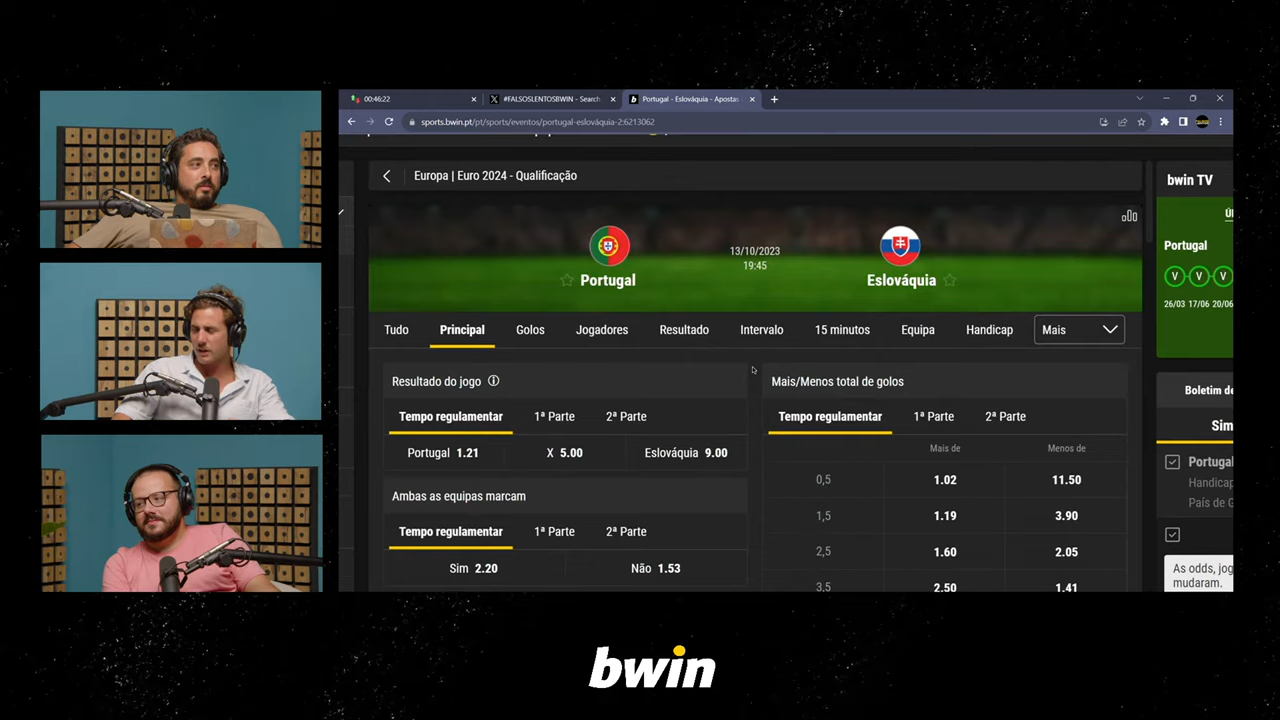 00:46:22
#FALSOSLENTOSBWIN - Search
Portugal - Eslováquia - Apostas
sports.bwin.pt/pt/sports/eventos/portugal-eslováquia-2:6213062
Europa | Euro 2024 - Qualificação
bwin TV
13/10/2023
19:45
Portugal
Eslováquia
Portugal
V V V
26/03 17/06 20/06
Tudo Principal Golos Jogadores Resultado Intervalo 15 minutos Equipa Handicap Mais
Resultado do jogo
Tempo regulamentar 1ª Parte 2ª Parte
Portugal 1.21 X 5.00 Eslováquia 9.00
Ambas as equipas marcam
Tempo regulamentar 1ª Parte 2ª Parte
Sim 2.20 Não 1.53
Mais/Menos total de golos
Tempo regulamentar 1ª Parte 2ª Parte
Mais de Menos de
0,5 1.02 11.50
1,5 1.19 3.90
2,5 1.60 2.05
3,5 2.50 1.41
Boletim de
Sim
Portugal
Handicap
País de G
As odds, jog
mudaram.
bwin